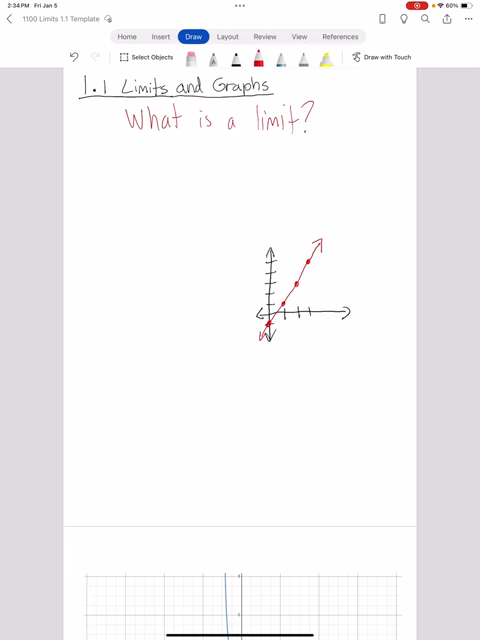 2:34 PM Fri Jan 5
60%
1100 Limits 1.1 Template
Home Insert Draw Layout Review View References
Select Objects
Draw with Touch
1.1 Limits and Graphs
What is a limit?